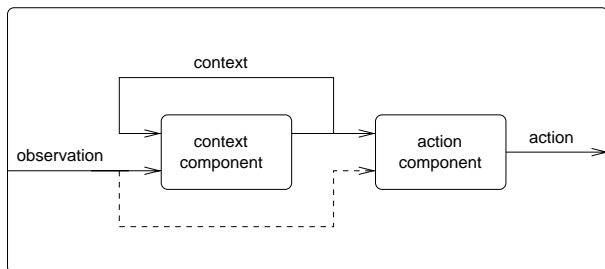 context
observation
context
component
action
component
action